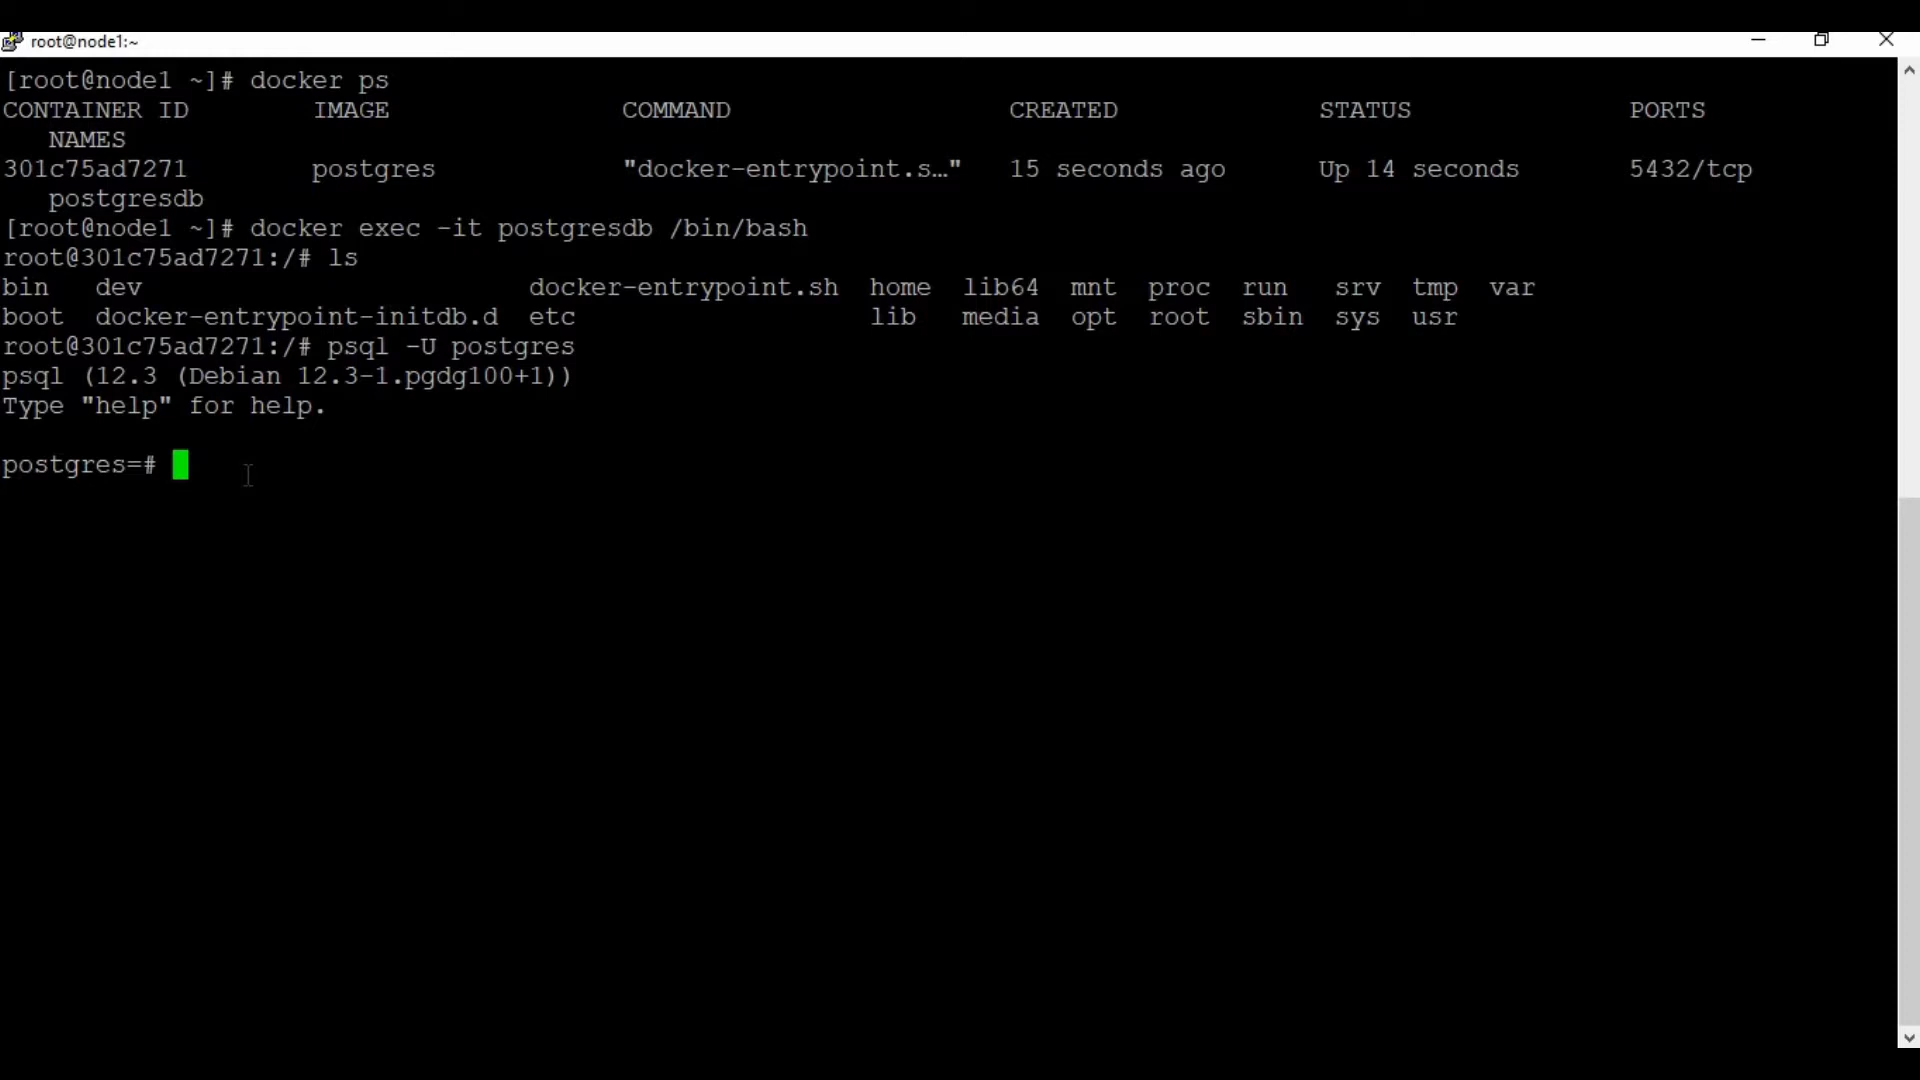 root@node1:~
[root@node1 ~]# docker ps
CONTAINER ID        IMAGE               COMMAND                  CREATED             STATUS              PORTS
   NAMES
301c75ad7271        postgres            "docker-entrypoint.s…"   15 seconds ago      Up 14 seconds       5432/tcp
   postgresdb
[root@node1 ~]# docker exec -it postgresdb /bin/bash
root@301c75ad7271:/# ls
bin   dev                         docker-entrypoint.sh  home  lib64  mnt  proc  run   srv  tmp  var
boot  docker-entrypoint-initdb.d  etc                   lib   media  opt  root  sbin  sys  usr
root@301c75ad7271:/# psql -U postgres
psql (12.3 (Debian 12.3-1.pgdg100+1))
Type "help" for help.
postgres=#